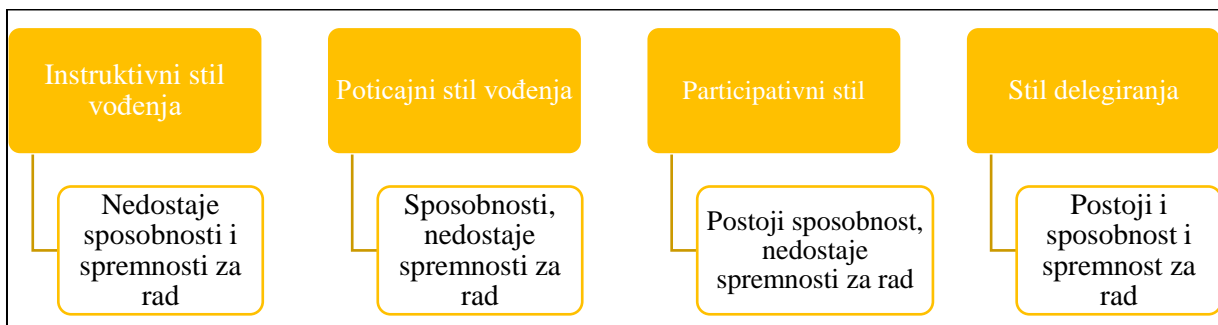 Instruktivni stil
vođenja
Nedostaje
sposobnosti i
spremnosti za
rad
Poticajni stil vođenja
Sposobnosti,
nedostaje
spremnosti za
rad
Participativni stil
Postoji sposobnost,
nedostaje
spremnosti za rad
Stil delegiranja
Postoji i
sposobnost i
spremnost za
rad